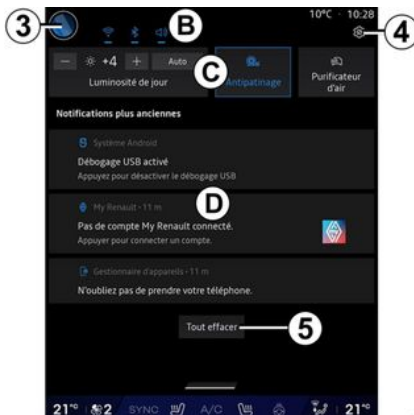 10°C · 10:28
3
B
4
— +4 + Auto
C
Luminosité de jour
Antipatinage
Purificateur
d'air
Notifications plus anciennes
Système Android
Débogage USB activé
Appuyez pour désactiver le débogage USB
My Renault • 11 m
D
Pas de compte My Renault connecté.
Appuyer pour connecter un compte.
Gestionnaire d'appareils • 11 m
N'oubliez pas de prendre votre téléphone.
Tout effacer
5
21°C 2 SYNC A/C 21°C